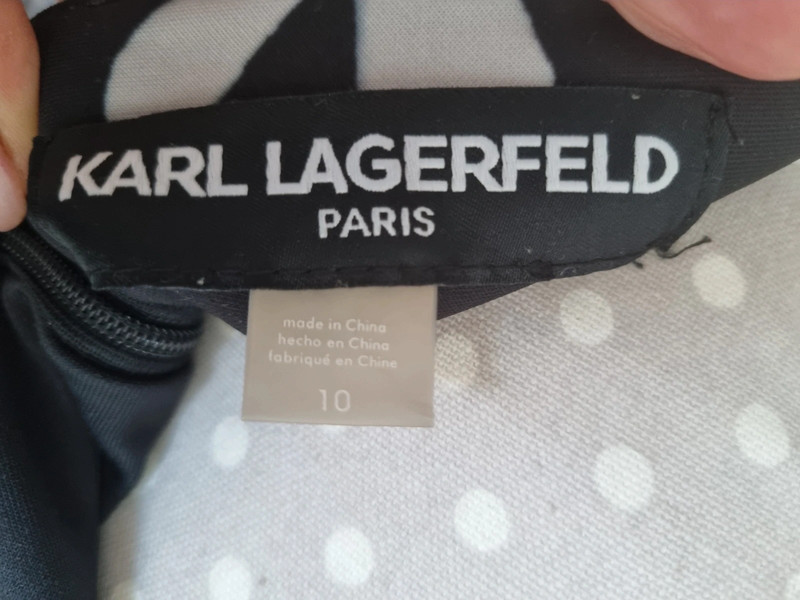 KARL LAGERFELD
PARIS
made in China
hecho en China
fabriqué en Chine
10